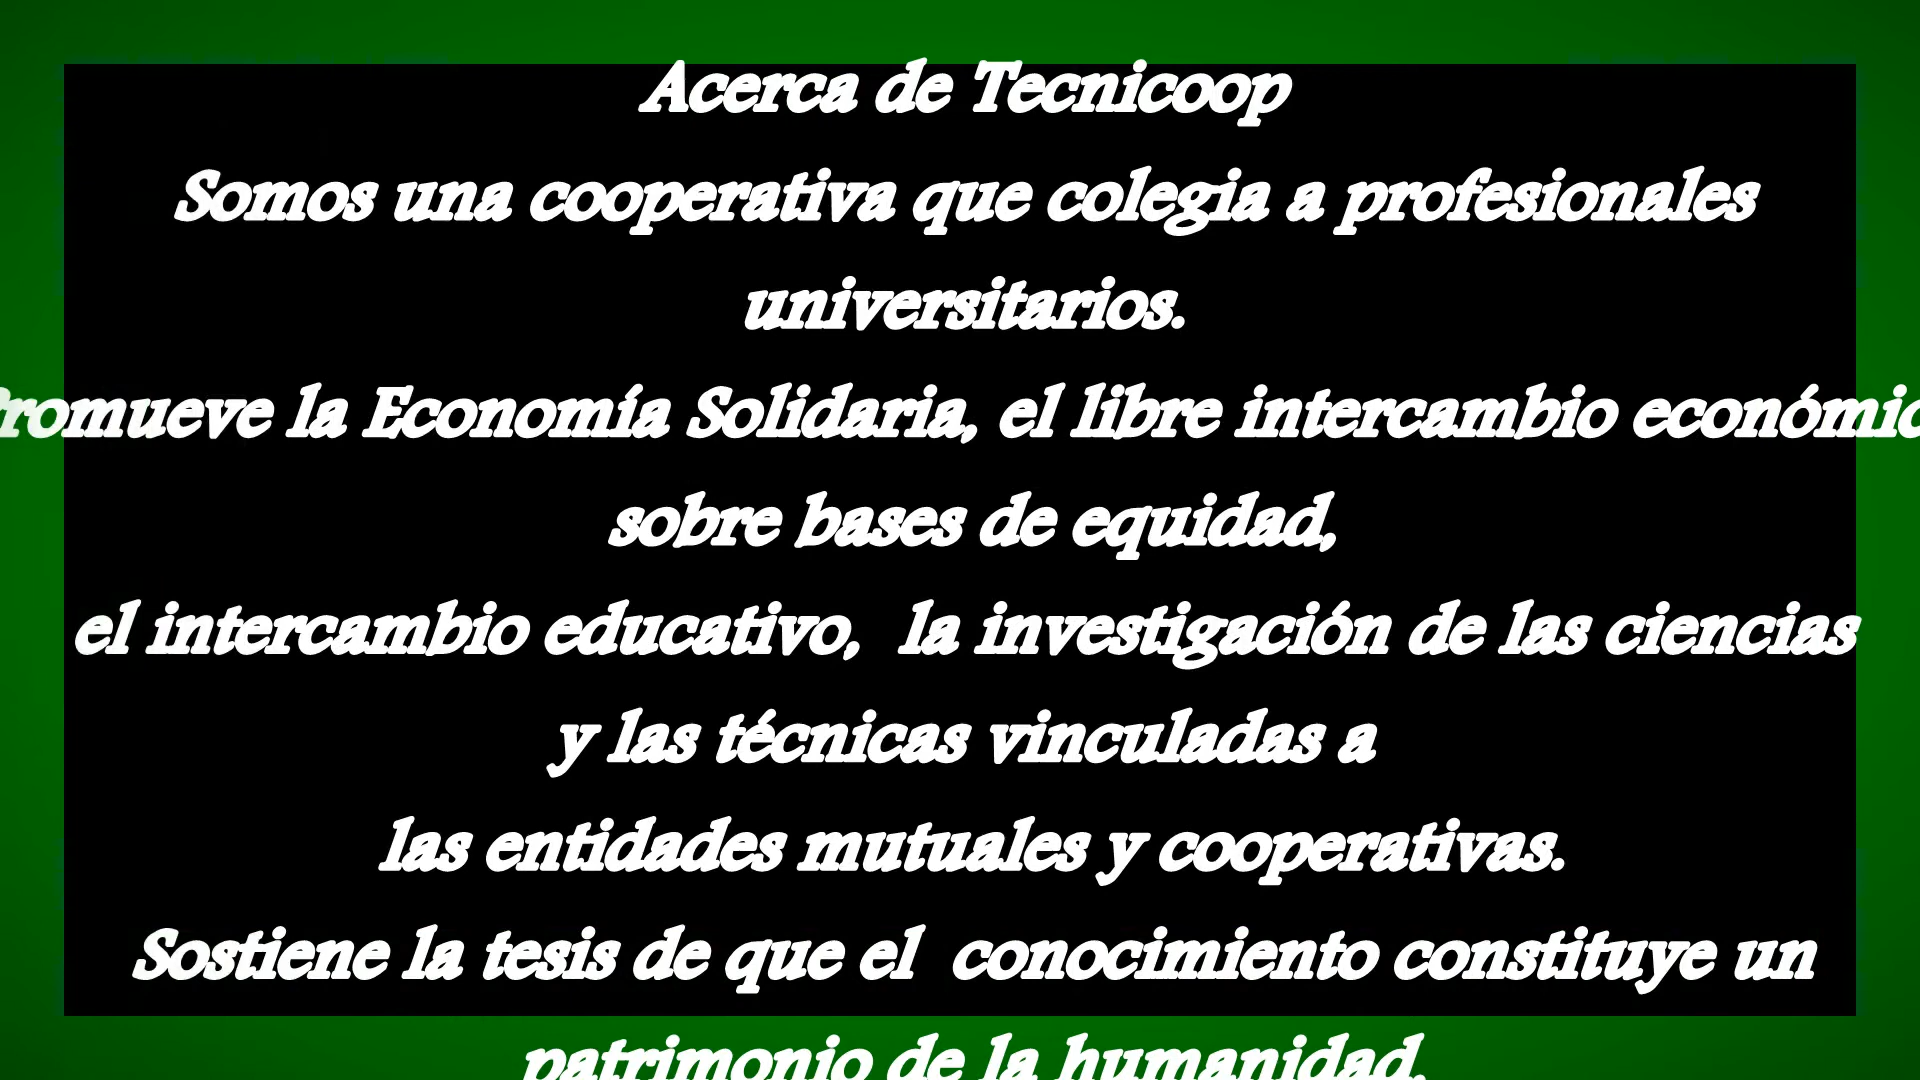 Acerca de Tecnicoop
Somos una cooperativa que colegia a profesionales
universitarios.
Promueve la Economía Solidaria, el libre intercambio económico
sobre bases de equidad,
el intercambio educativo,  la investigación de las ciencias
y las técnicas vinculadas a
las entidades mutuales y cooperativas.
Sostiene la tesis de que el  conocimiento constituye un
patrimonio de la humanidad.